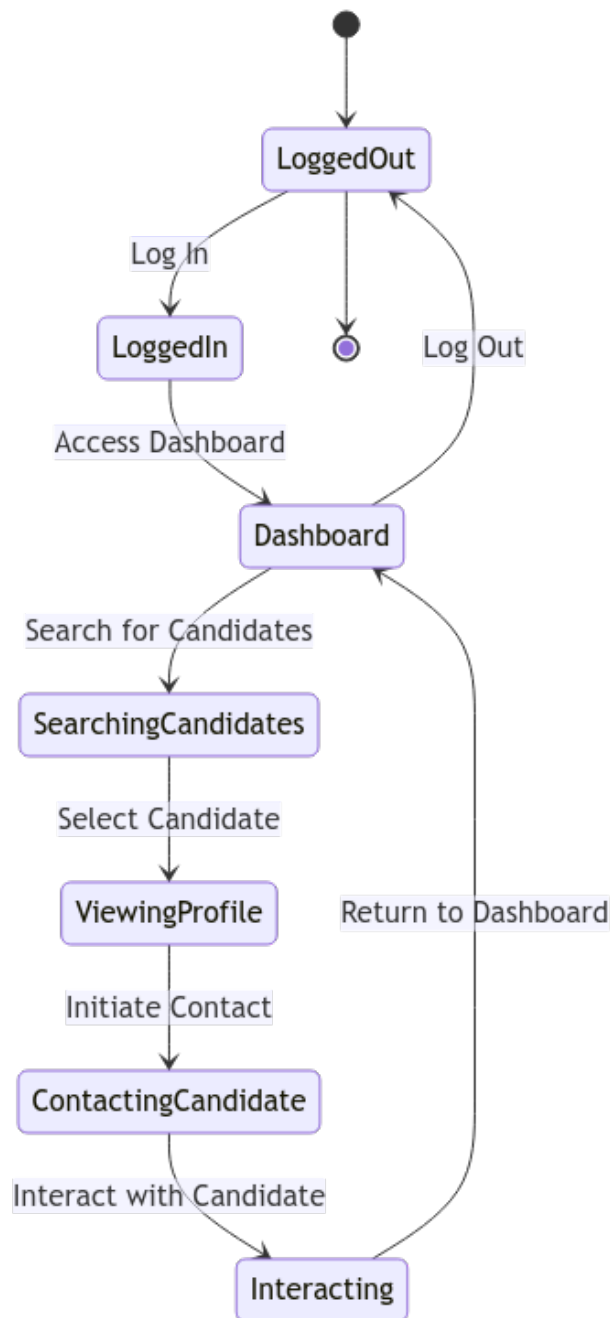 LoggedOut
Log In
LoggedIn
Log Out
Access Dashboard
Dashboard
Search for Candidates
SearchingCandidates
Select Candidate
ViewingProfile
Return to Dashboard
Initiate Contact
ContactingCandidate
Interact with Candidate
Interacting